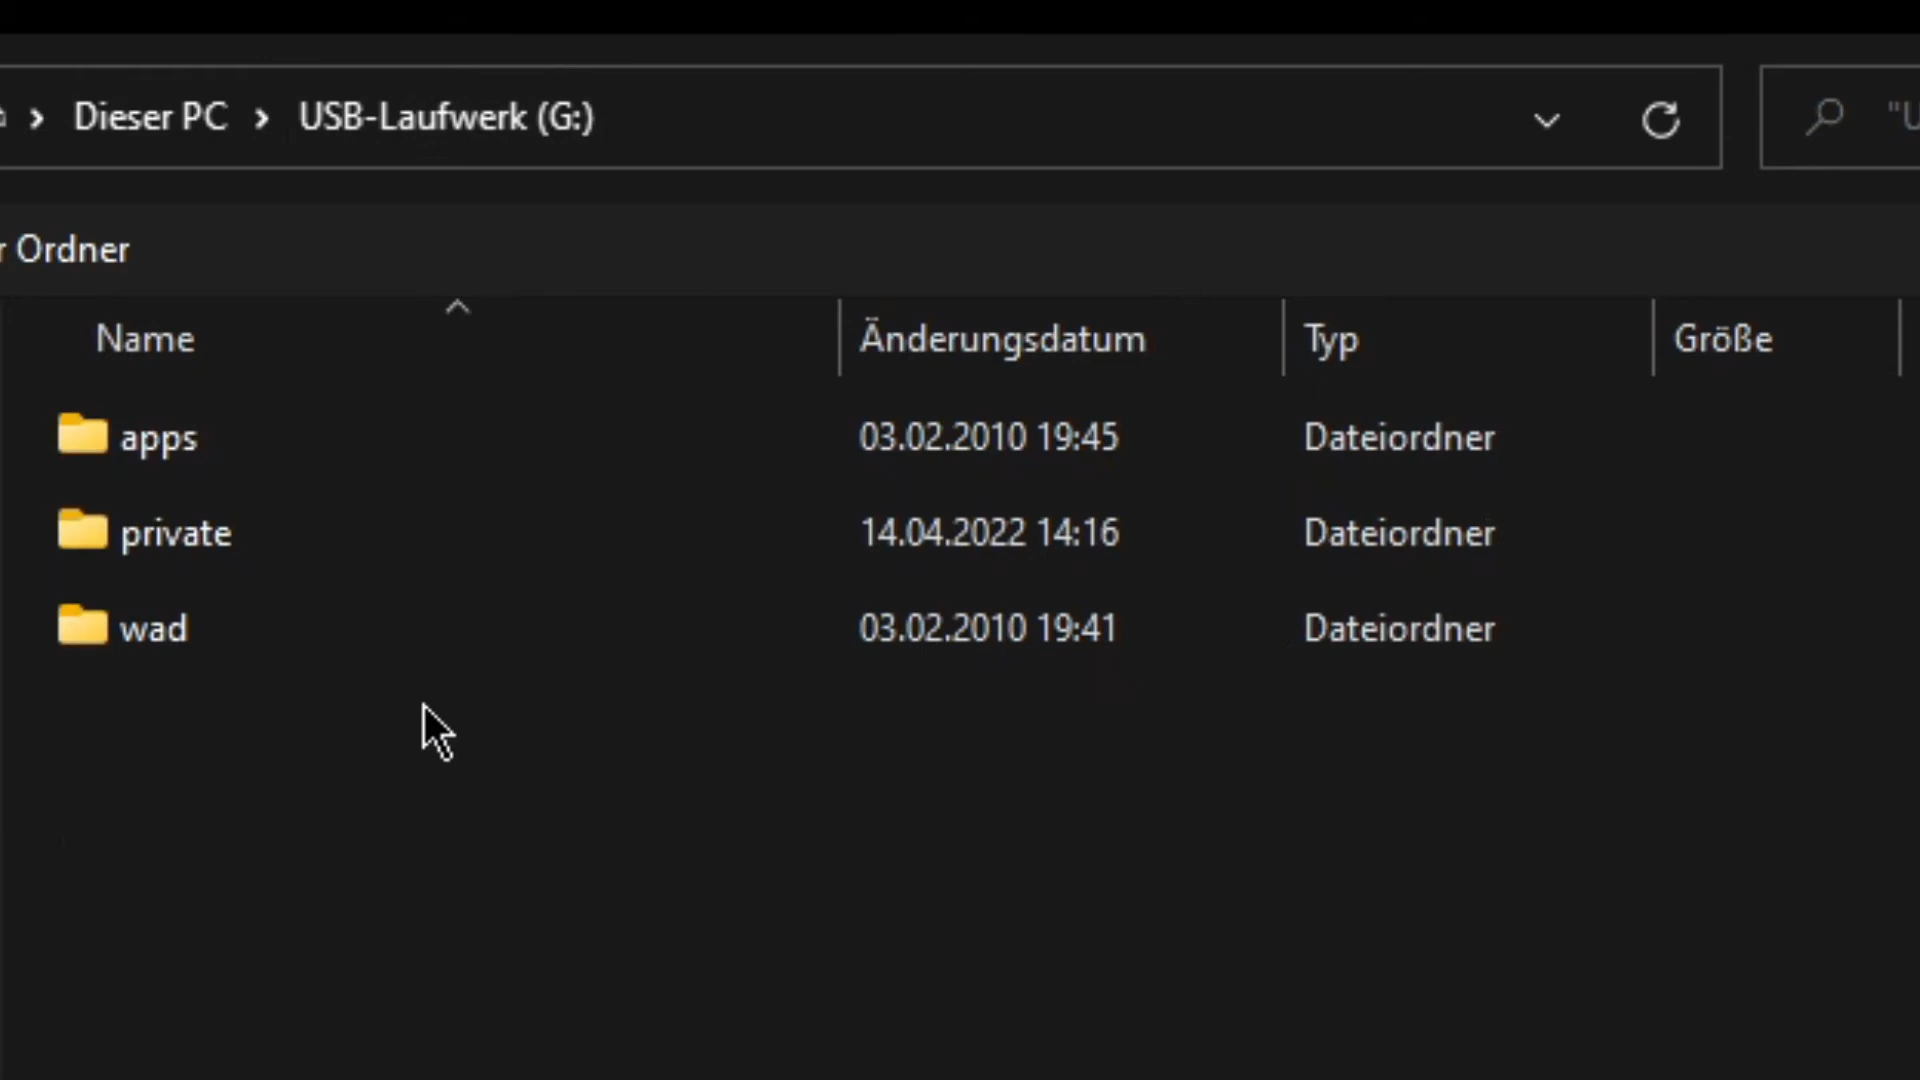 Dieser PC > USB-Laufwerk (G:) "U
r Ordner
Name Änderungsdatum Typ Größe
apps 03.02.2010 19:45 Dateiordner
private 14.04.2022 14:16 Dateiordner
wad 03.02.2010 19:41 Dateiordner